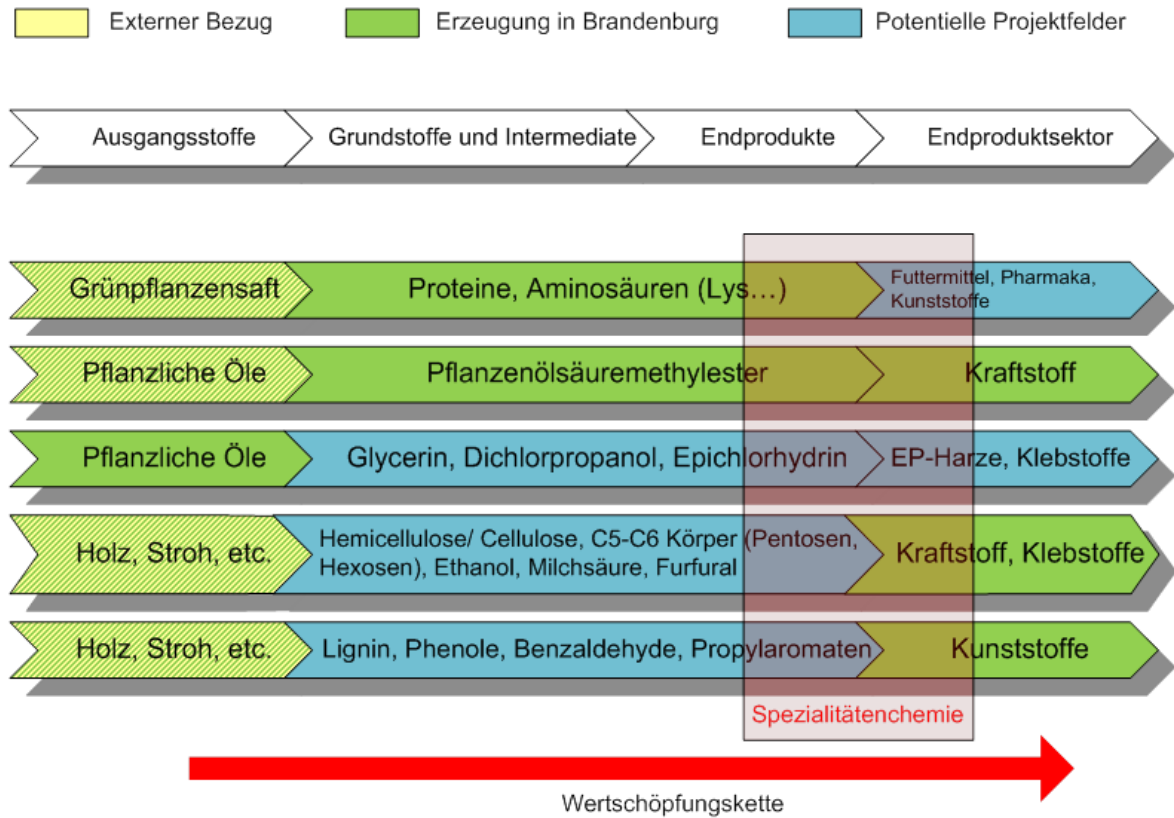 Externer Bezug
Erzeugung in Brandenburg
Potentielle Projektfelder
Ausgangsstoffe
Grundstoffe und Intermediate
Endprodukte
Endproduktsektor
Grünpflanzensaft
Proteine, Aminosäuren (Lys…)
Futtermittel, Pharmaka,
Kunststoffe
Pflanzliche Öle
Pflanzenölsäuremethylester
Kraftstoff
Pflanzliche Öle
Glycerin, Dichlorpropanol, Epichlorhydrin
EP-Harze, Klebstoffe
Holz, Stroh, etc.
Hemicellulose/ Cellulose, C5-C6 Körper (Pentosen,
Hexosen), Ethanol, Milchsäure, Furfural
Kraftstoff, Klebstoffe
Holz, Stroh, etc.
Lignin, Phenole, Benzaldehyde, Propylaromaten
Kunststoffe
Spezialitätenchemie
Wertschöpfungskette